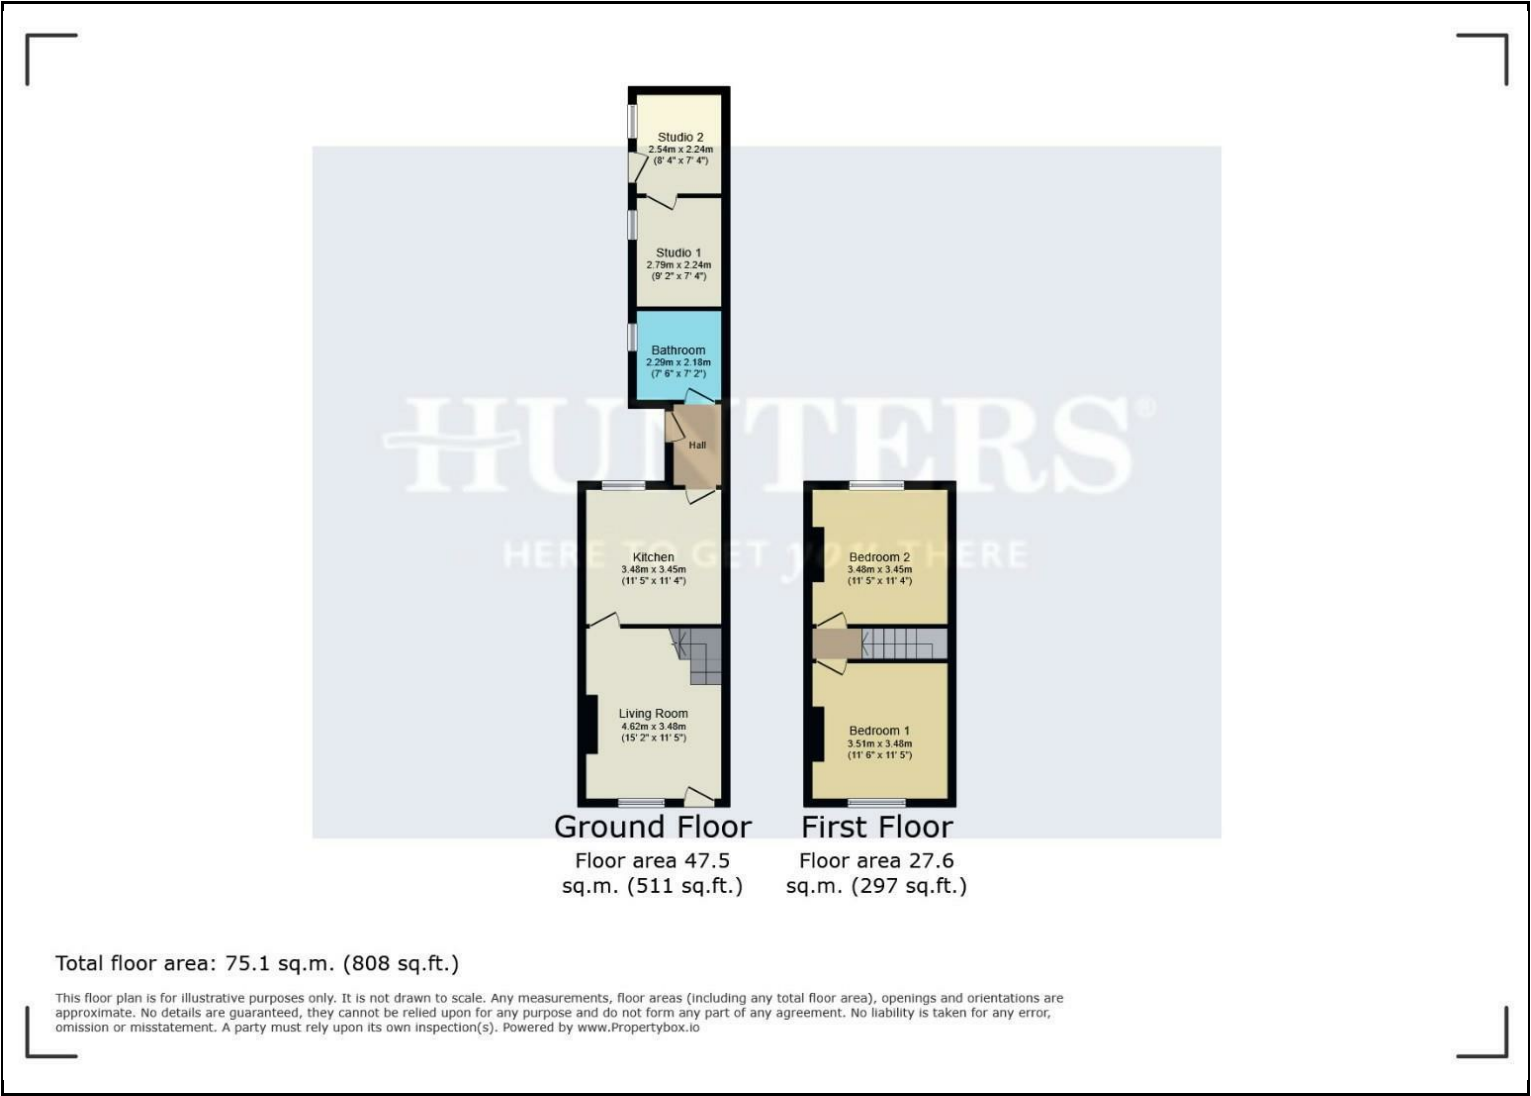 Studio 2
2.54m x 2.24m
(8' 4" x 7' 4")
Studio 1
2.79m x 2.24m
(9' 2" x 7' 4")
Bathroom
2.29m x 2.18m
(7' 6" x 7' 2")
HUNTERS®
Hall
HERE TO GET you THERE
Kitchen
3.48m x 3.45m
(11' 5" x 11' 4")
Bedroom 2
3.48m x 3.45m
(11' 5" x 11' 4")
Living Room
4.62m x 3.48m
(15' 2" x 11' 5")
Bedroom 1
3.51m x 3.48m
(11' 6" x 11' 5")
Ground Floor
Floor area 47.5
sq.m. (511 sq.ft.)
First Floor
Floor area 27.6
sq.m. (297 sq.ft.)
Total floor area: 75.1 sq.m. (808 sq.ft.)
This floor plan is for illustrative purposes only. It is not drawn to scale. Any measurements, floor areas (including any total floor area), openings and orientations are
approximate. No details are guaranteed, they cannot be relied upon for any purpose and do not form any part of any agreement. No liability is taken for any error,
omission or misstatement. A party must rely upon its own inspection(s). Powered by www.Propertybox.io